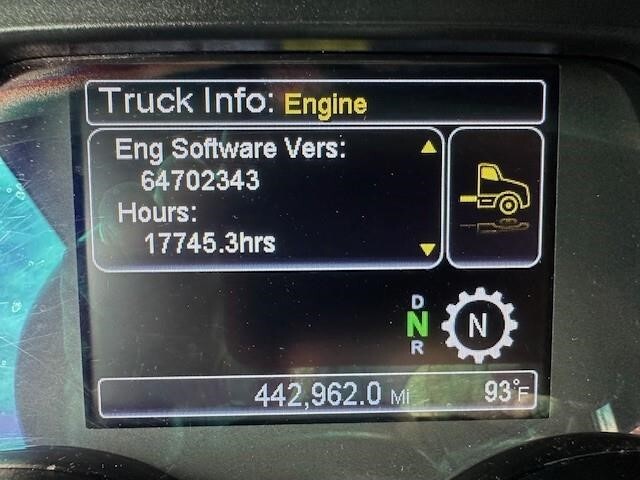 Truck Info: Engine
Eng Software Vers:
64702343
Hours:
17745.3hrs
D
N N
R
442,962.0 Mi 93°F